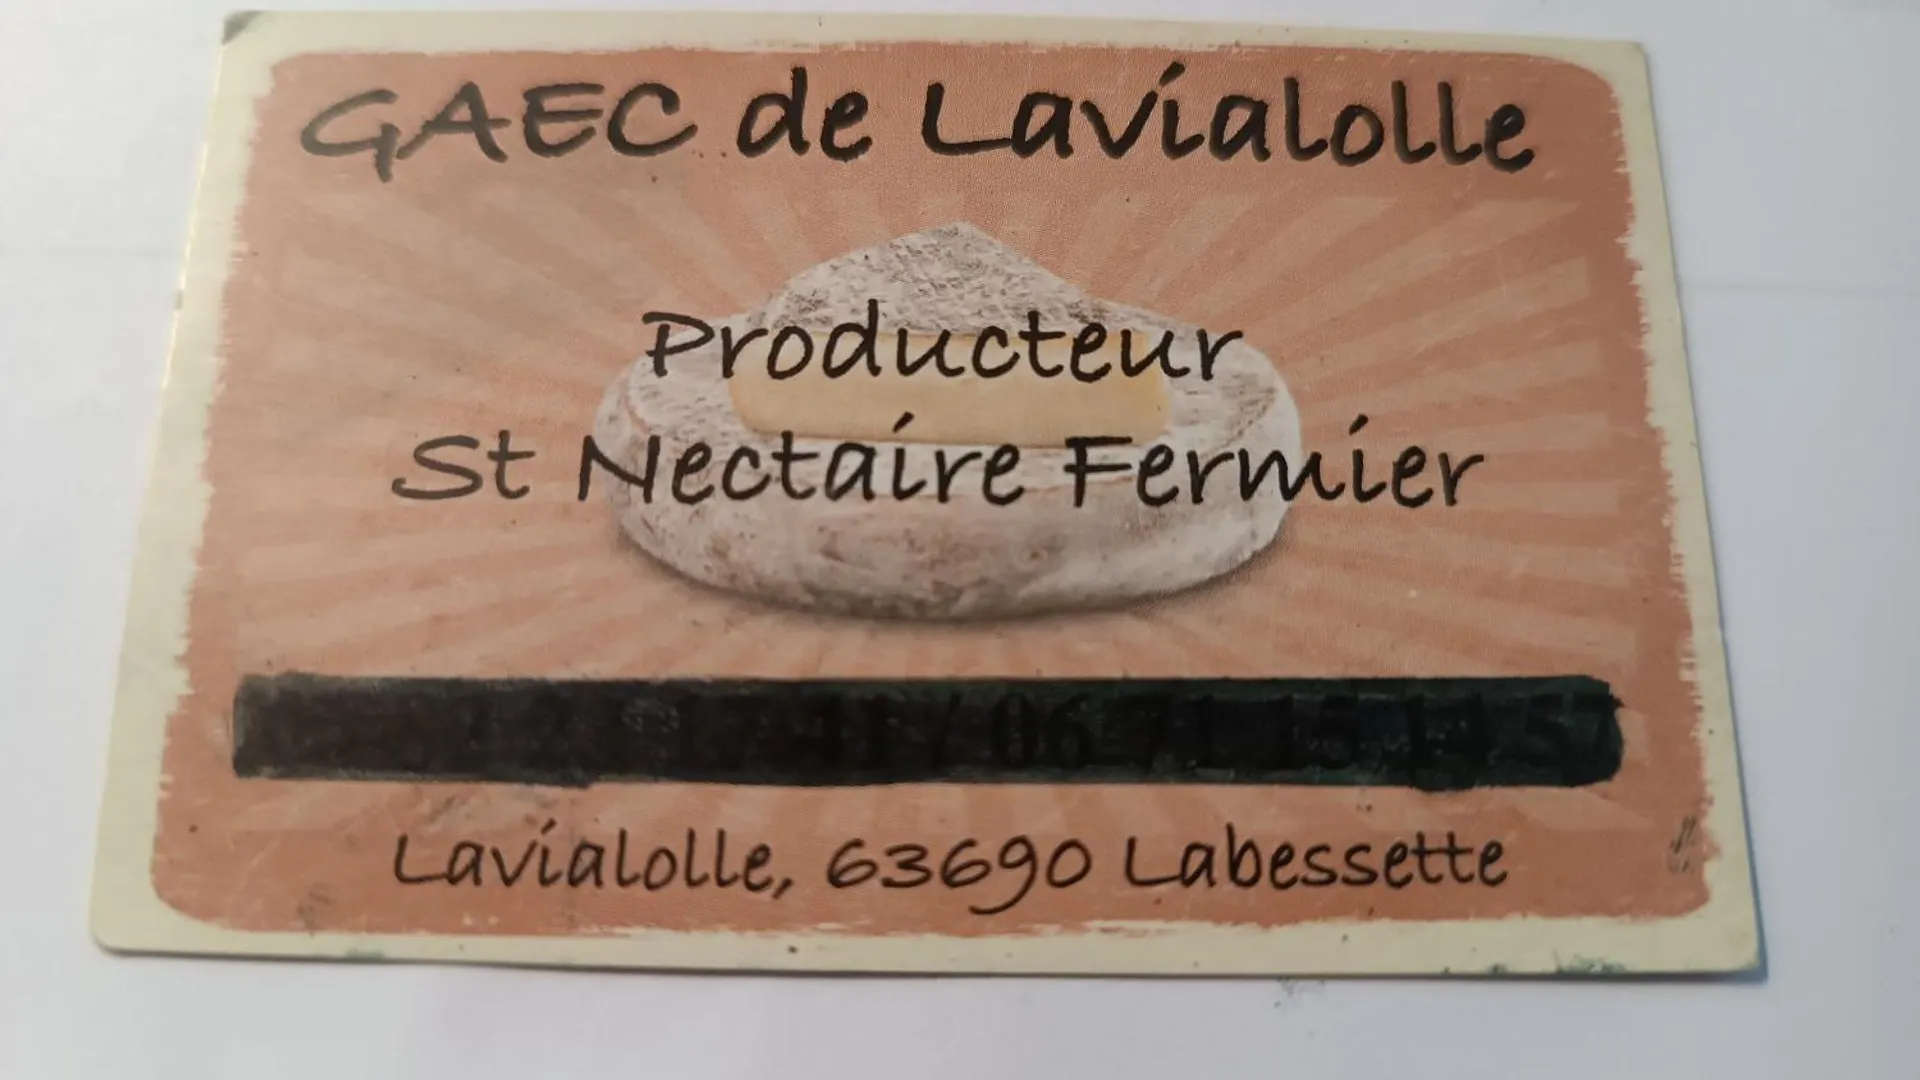 GAEC de Lavialolle
Producteur
St Nectaire Fermier
Lavialolle, 63690 Labessette